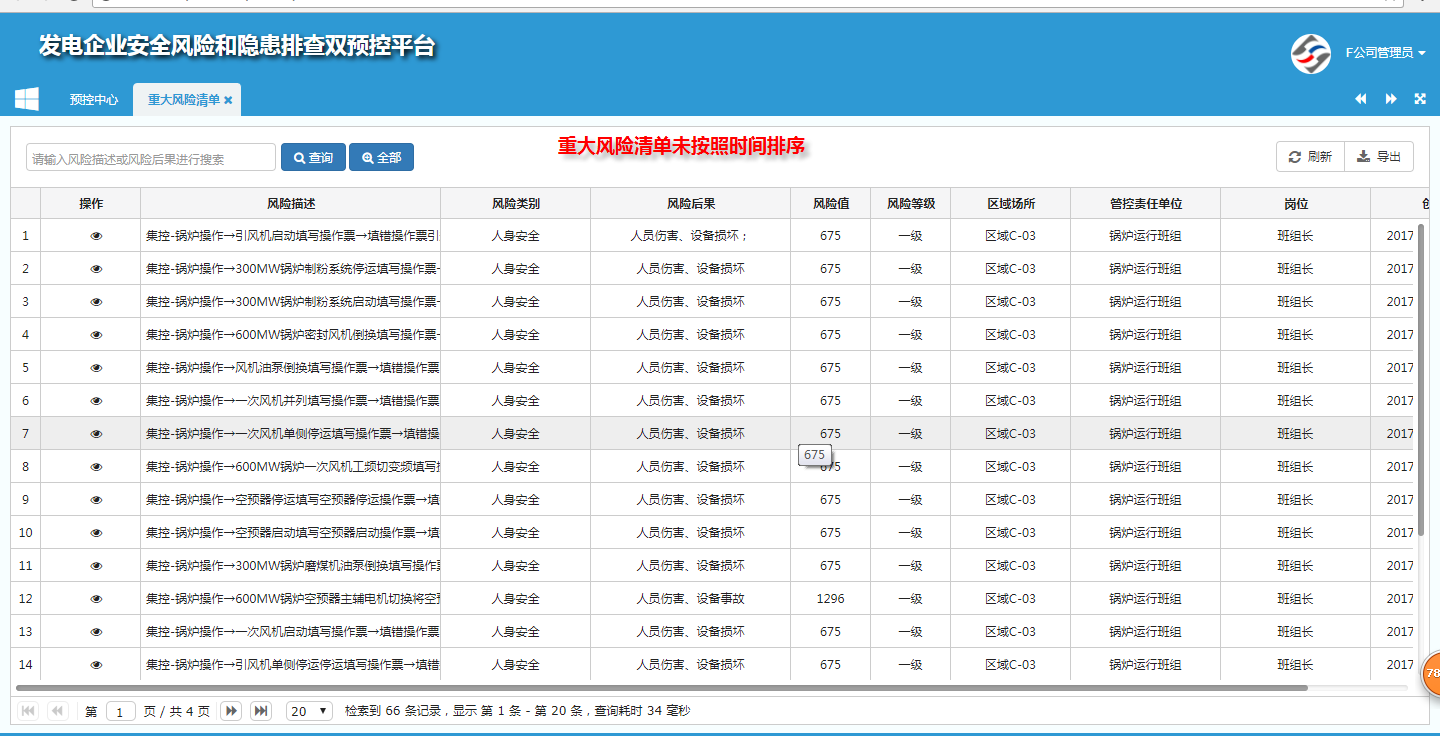 发电企业安全风险和隐患排查双预控平台
F公司管理员
预控中心 重大风险清单
重大风险清单未按照时间排序
请输入风险描述或风险后果进行搜索 查询 全部 刷新 导出
操作 风险描述 风险类别 风险后果 风险值 风险等级 区域场所 管控责任单位 岗位
1 集控-锅炉操作→引风机启动填写操作票→填错操作票引 人身安全 人员伤害、设备损坏； 675 一级 区域C-03 锅炉运行班组 班组长 2017
2 集控-锅炉操作→300MW锅炉制粉系统停运填写操作票 人身安全 人员伤害、设备损坏 675 一级 区域C-03 锅炉运行班组 班组长 2017
3 集控-锅炉操作→300MW锅炉制粉系统启动填写操作票 人身安全 人员伤害、设备损坏 675 一级 区域C-03 锅炉运行班组 班组长 2017
4 集控-锅炉操作→600MW锅炉密封风机倒换填写操作票 人身安全 人员伤害、设备损坏 675 一级 区域C-03 锅炉运行班组 班组长 2017
5 集控-锅炉操作→风机油泵倒换填写操作票→填错操作票 人身安全 人员伤害、设备损坏 675 一级 区域C-03 锅炉运行班组 班组长 2017
6 集控-锅炉操作→一次风机并列填写操作票→填错操作票 人身安全 人员伤害、设备损坏 675 一级 区域C-03 锅炉运行班组 班组长 2017
7 集控-锅炉操作→一次风机单侧停运填写操作票→填错操 人身安全 人员伤害、设备损坏 675 一级 区域C-03 锅炉运行班组 班组长 2017
675
8 集控-锅炉操作→600MW锅炉一次风机工频切变频填写 人身安全 人员伤害、设备损坏 675 一级 区域C-03 锅炉运行班组 班组长 2017
9 集控-锅炉操作→空预器停运填写空预器停运操作票→填 人身安全 人员伤害、设备损坏 675 一级 区域C-03 锅炉运行班组 班组长 2017
10 集控-锅炉操作→空预器启动填写空预器启动操作票→填 人身安全 人员伤害、设备损坏 675 一级 区域C-03 锅炉运行班组 班组长 2017
11 集控-锅炉操作→300MW锅炉磨煤机油泵倒换填写操作 人身安全 人员伤害、设备损坏 675 一级 区域C-03 锅炉运行班组 班组长 2017
12 集控-锅炉操作→600MW锅炉空预器主辅电机切换将空 人身安全 人员伤害、设备事故 1296 一级 区域C-03 锅炉运行班组 班组长 2017
13 集控-锅炉操作→一次风机启动填写操作票→填错操作票 人身安全 人员伤害、设备损坏 675 一级 区域C-03 锅炉运行班组 班组长 2017
14 集控-锅炉操作→引风机单侧停运停运填写操作票→填错 人身安全 人员伤害、设备损坏 675 一级 区域C-03 锅炉运行班组 班组长 2017
78
第 1 页 / 共 4 页 20 检索到 66 条记录，显示 第 1 条 - 第 20 条，查询耗时 34 毫秒